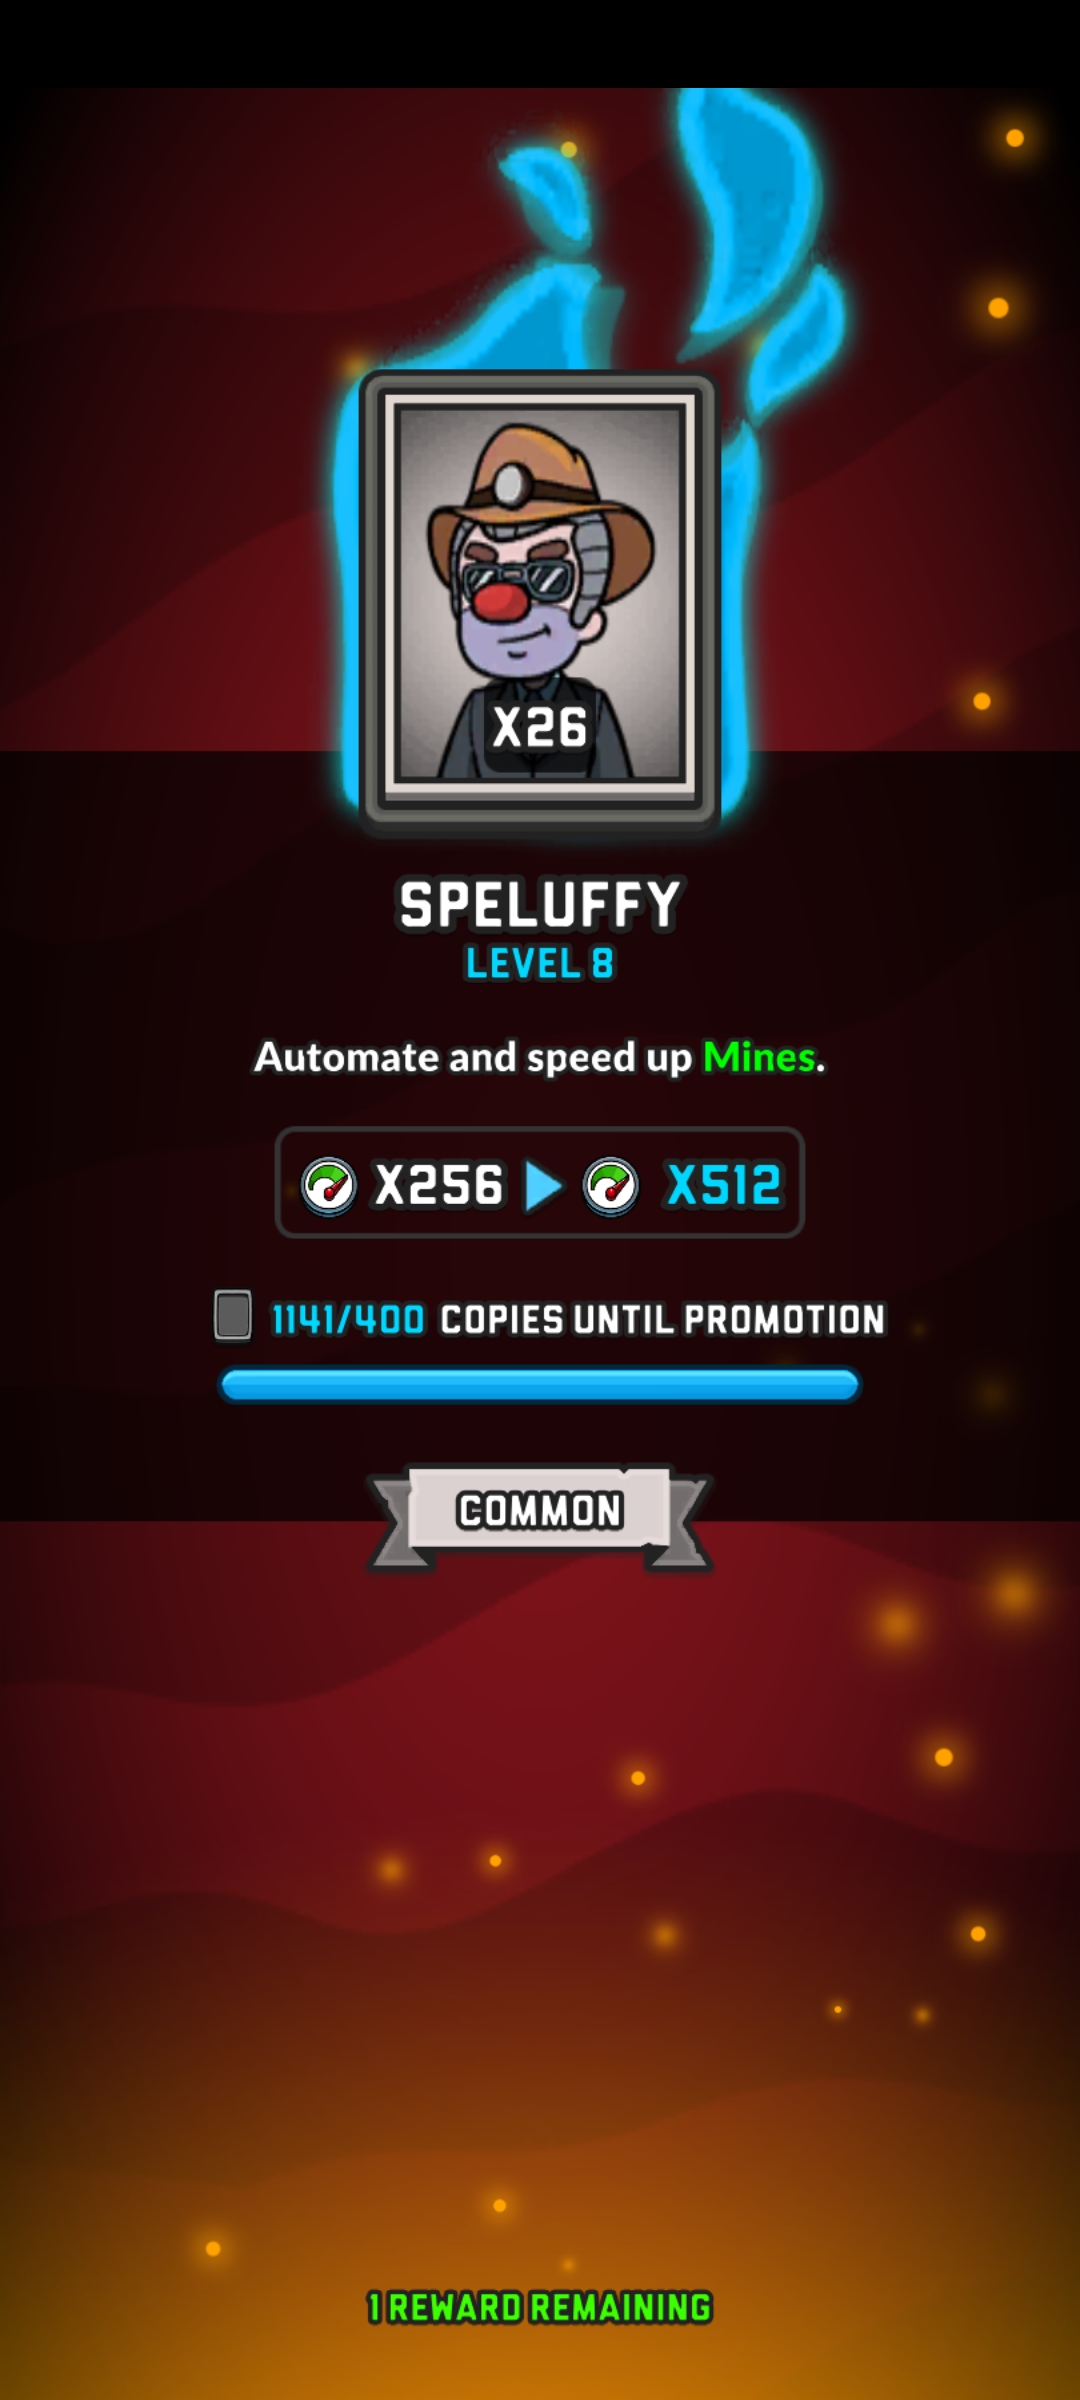 X26
SPELUFFY
LEVEL 8
Automate and speed up Mines.
X256 X512
1141/400 COPIES UNTIL PROMOTION
COMMON
1 REWARD REMAINING